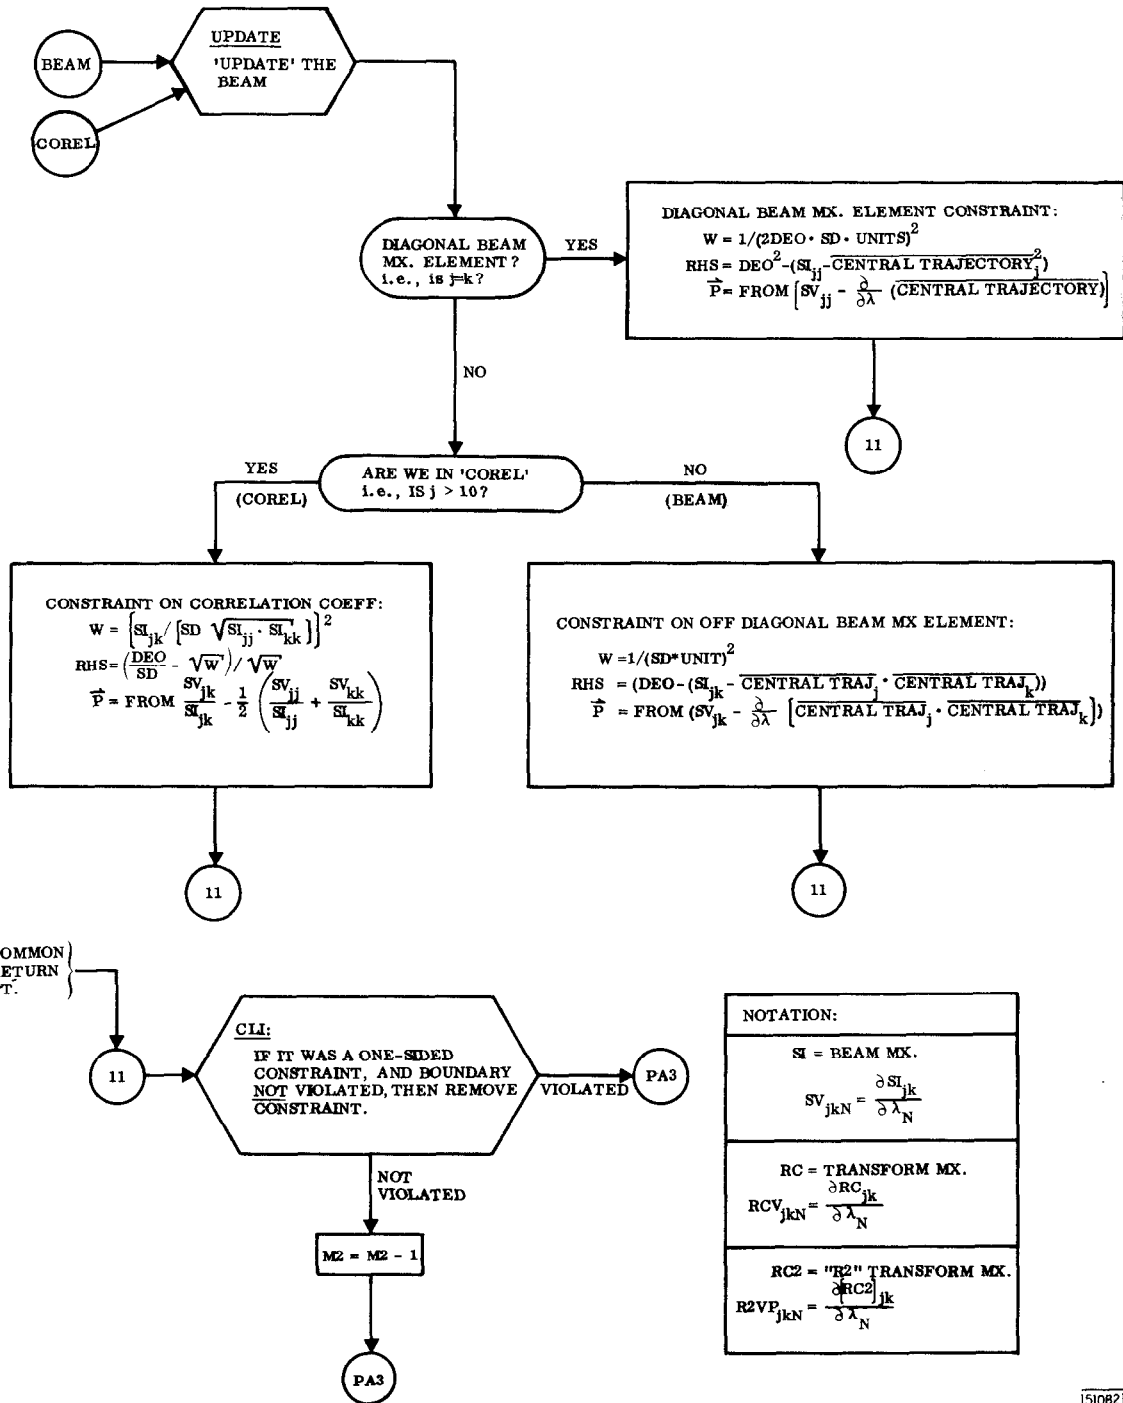 BEAM
COREL
UPDATE
'UPDATE' THE
BEAM
DIAGONAL BEAM
MX. ELEMENT?
i.e., is j=k?
YES
NO
DIAGONAL BEAM MX. ELEMENT CONSTRAINT:
W = 1/(2DEO· SD· UNITS)²
RHS = DEO²-(SI_jj-CENTRAL TRAJECTORY_j²)
P⃗ = FROM [SV_jj - ∂/∂λ (CENTRAL TRAJECTORY)]
11
ARE WE IN 'COREL'
i.e., IS j > 10?
YES
(COREL)
NO
(BEAM)
CONSTRAINT ON CORRELATION COEFF:
W = [SI_jk/[SD √(SI_jj · SI_kk)]]²
RHS = (DEO/SD - √W)/√W
P⃗ = FROM SV_jk/SI_jk - 1/2 (SV_jj/SI_jj + SV_kk/SI_kk)
11
CONSTRAINT ON OFF DIAGONAL BEAM MX ELEMENT:
W =1/(SD*UNIT)²
RHS = (DEO-(SI_jk - CENTRAL TRAJ_j · CENTRAL TRAJ_k))
P⃗ = FROM (SV_jk - ∂/∂λ [CENTRAL TRAJ_j · CENTRAL TRAJ_k])
11
OMMON
ETURN
T.
11
CLI:
IF IT WAS A ONE-SIDED
CONSTRAINT, AND BOUNDARY
NOT VIOLATED, THEN REMOVE
CONSTRAINT.
VIOLATED
PA3
NOT
VIOLATED
M2 = M2 - 1
PA3
NOTATION:
SI = BEAM MX.
SV_jkN = ∂SI_jk/∂λ_N
RC = TRANSFORM MX.
RCV_jkN = ∂RC_jk/∂λ_N
RC2 = "R2" TRANSFORM MX.
R2VP_jkN = ∂[RC2]_jk/∂λ_N
151082